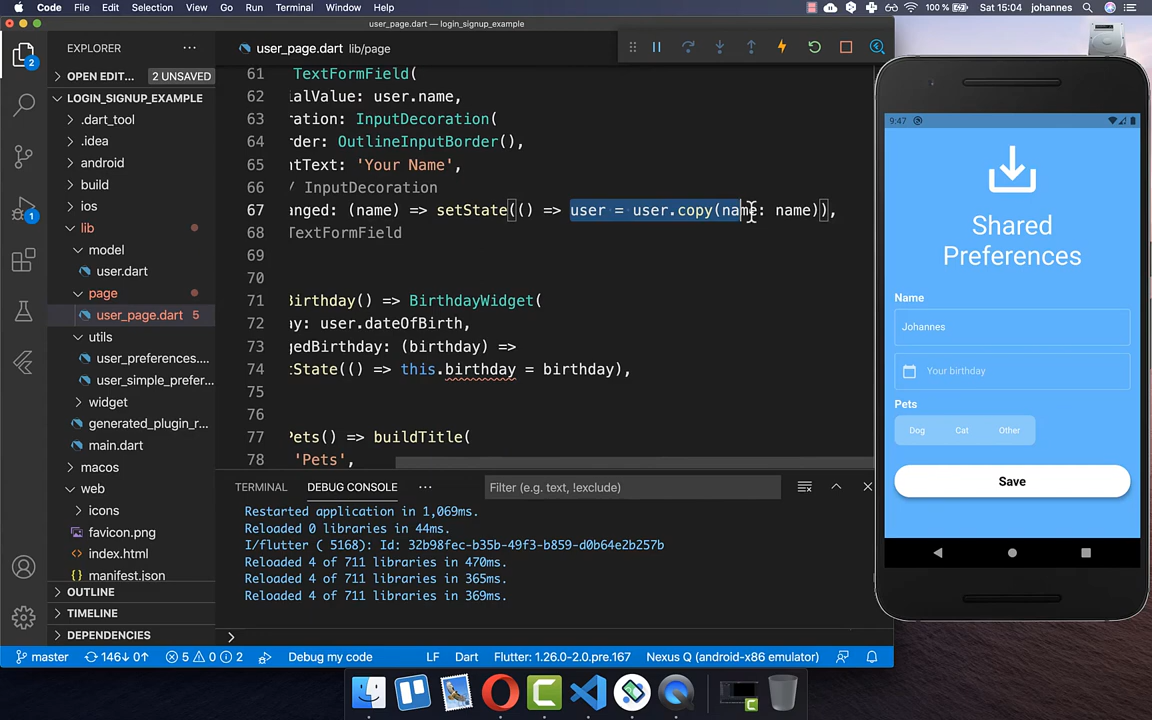 Code File Edit Selection View Go Run Terminal Window Help 100 % Sat 15:04 johannes
user_page.dart — login_signup_example
EXPLORER
OPEN EDIT... 2 UNSAVED
LOGIN_SIGNUP_EXAMPLE
.dart_tool
.idea
android
build
ios
lib
model
user.dart
page
user_page.dart 5
utils
user_preferences....
user_simple_prefer...
widget
generated_plugin_r...
main.dart
macos
web
icons
favicon.png
index.html
manifest.json
OUTLINE
TIMELINE
DEPENDENCIES
2
1
user_page.dart lib/page
61 TextFormField(
62 ialValue: user.name,
63 ration: InputDecoration(
64 rder: OutlineInputBorder(),
65 ntText: 'Your Name',
66 / InputDecoration
67 anged: (name) => setState(() => user = user.copy(name: name)),
68 TextFormField
69
70
71 Birthday() => BirthdayWidget(
72 ay: user.dateOfBirth,
73 gedBirthday: (birthday) =>
74 tState(() => this.birthday = birthday),
75
76
77 Pets() => buildTitle(
78 'Pets',
TERMINAL DEBUG CONSOLE ... Filter (e.g. text, !exclude)
Restarted application in 1,069ms.
Reloaded 0 libraries in 44ms.
I/flutter ( 5168): Id: 32b98fec-b35b-49f3-b859-d0b64e2b257b
Reloaded 4 of 711 libraries in 470ms.
Reloaded 4 of 711 libraries in 365ms.
Reloaded 4 of 711 libraries in 369ms.
master 146↓ 0↑ 5 0 2 Debug my code LF Dart Flutter: 1.26.0-2.0.pre.167 Nexus Q (android-x86 emulator)
9:47
Shared
Preferences
Name
Johannes
Your birthday
Pets
Dog Cat Other
Save